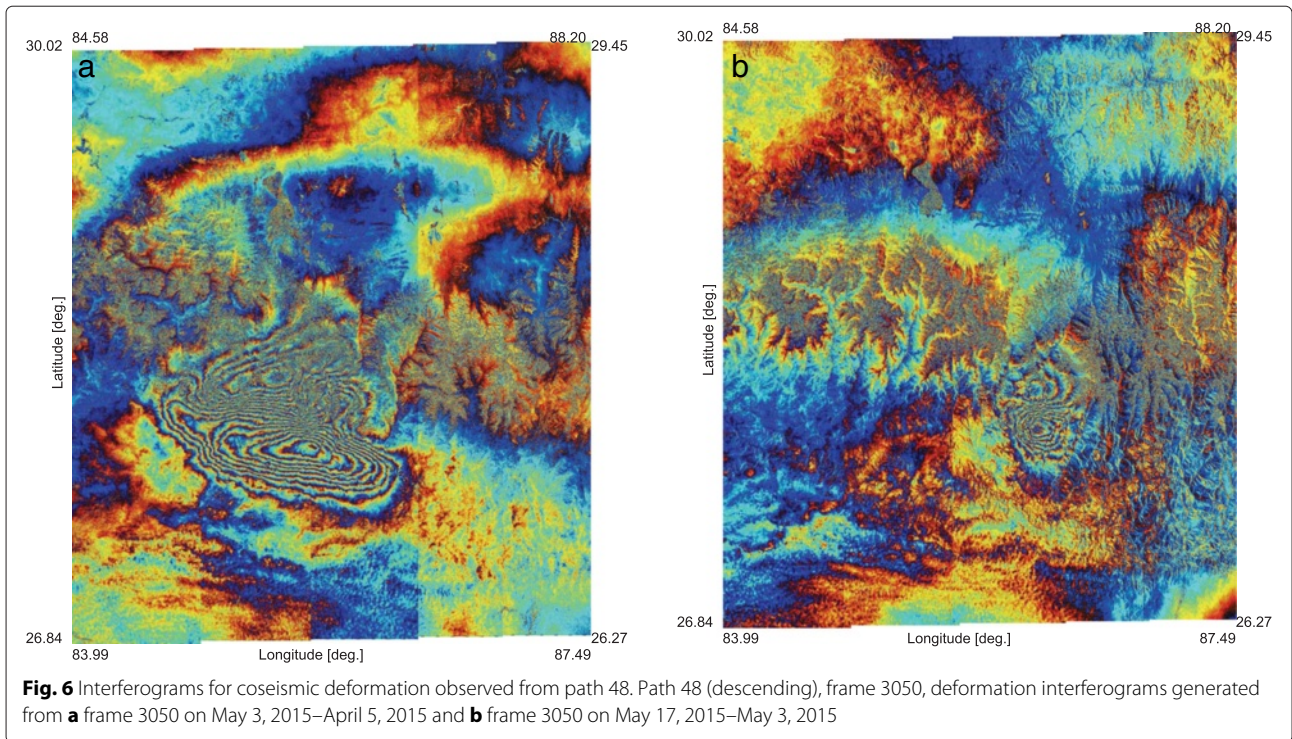 84.58 88.20
30.02 29.45
a
Latitude [deg.]
26.84 26.27
83.99 Longitude [deg.] 87.49
84.58 88.20
30.02 29.45
b
Latitude [deg.]
26.84 26.27
83.99 Longitude [deg.] 87.49
Fig. 6 Interferograms for coseismic deformation observed from path 48. Path 48 (descending), frame 3050, deformation interferograms generated
from a frame 3050 on May 3, 2015–April 5, 2015 and b frame 3050 on May 17, 2015–May 3, 2015